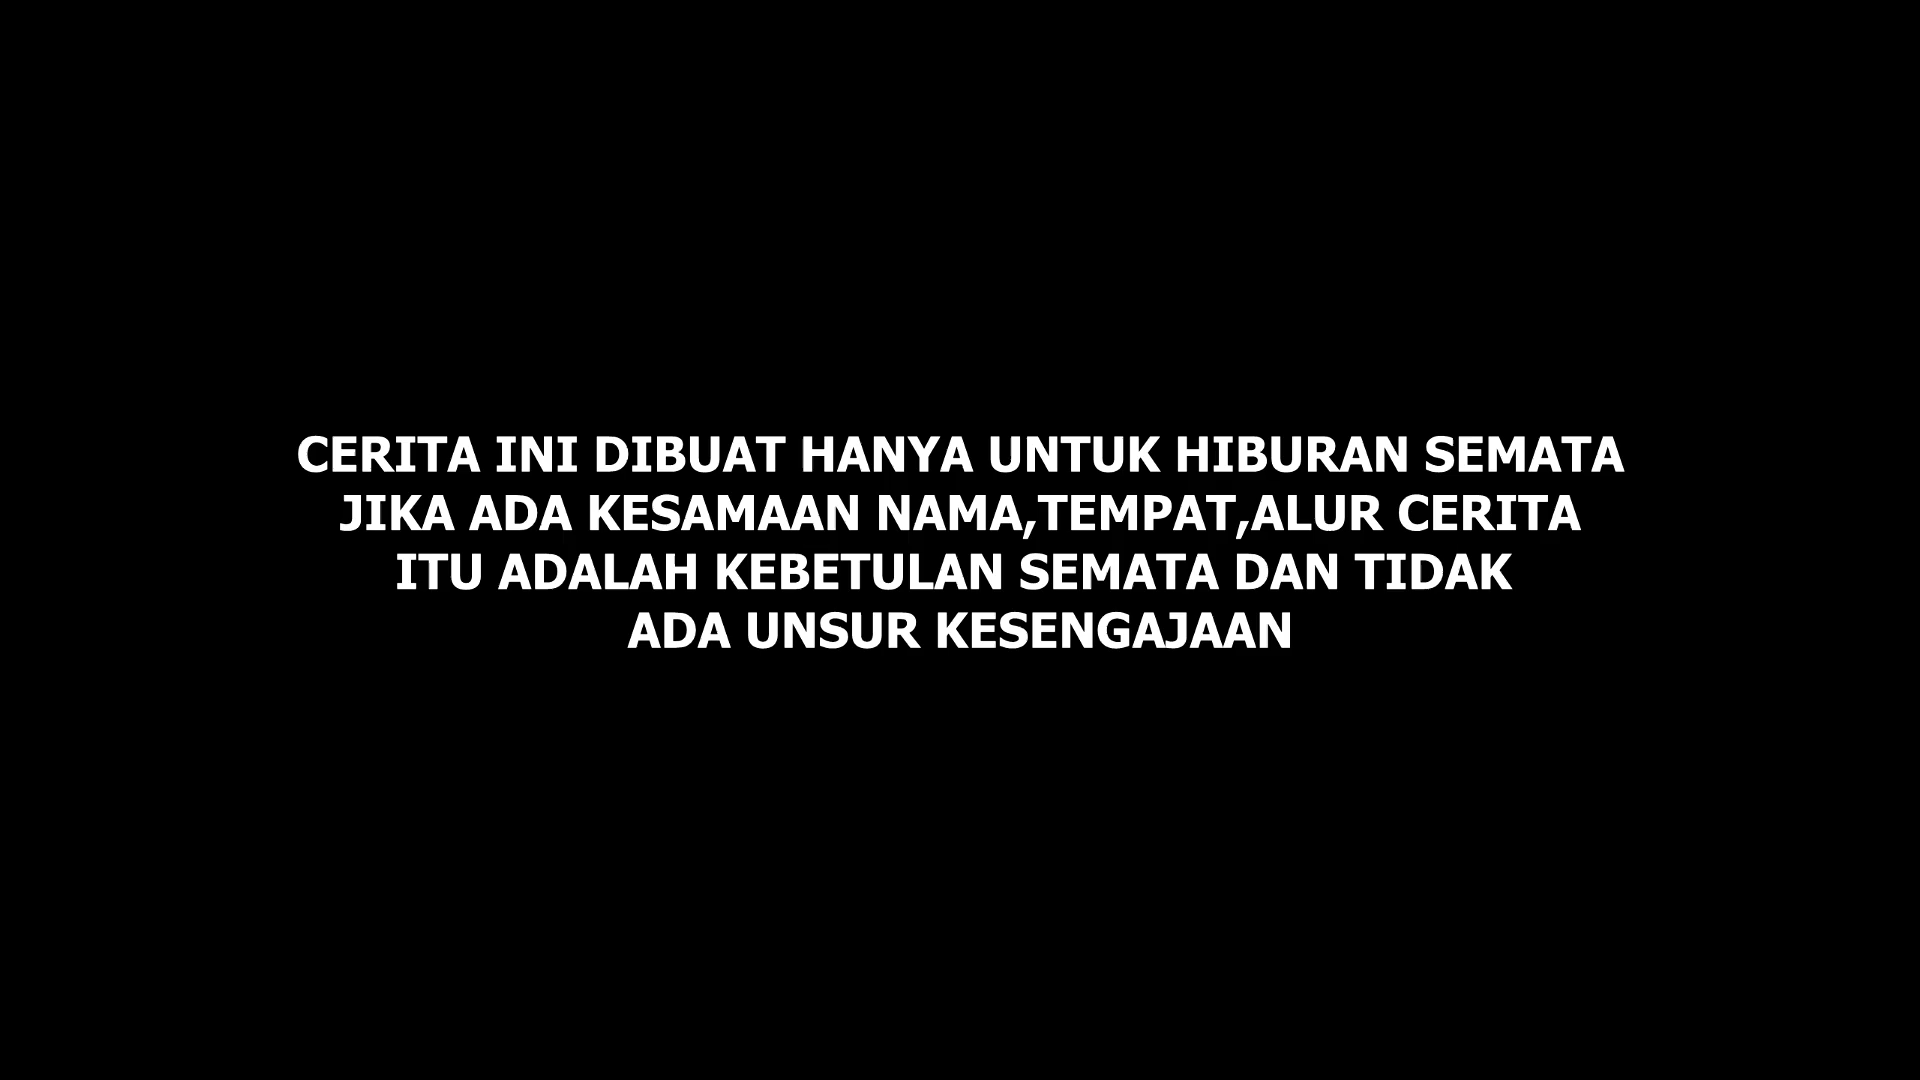 CERITA INI DIBUAT HANYA UNTUK HIBURAN SEMATA
JIKA ADA KESAMAAN NAMA,TEMPAT,ALUR CERITA
ITU ADALAH KEBETULAN SEMATA DAN TIDAK
ADA UNSUR KESENGAJAAN